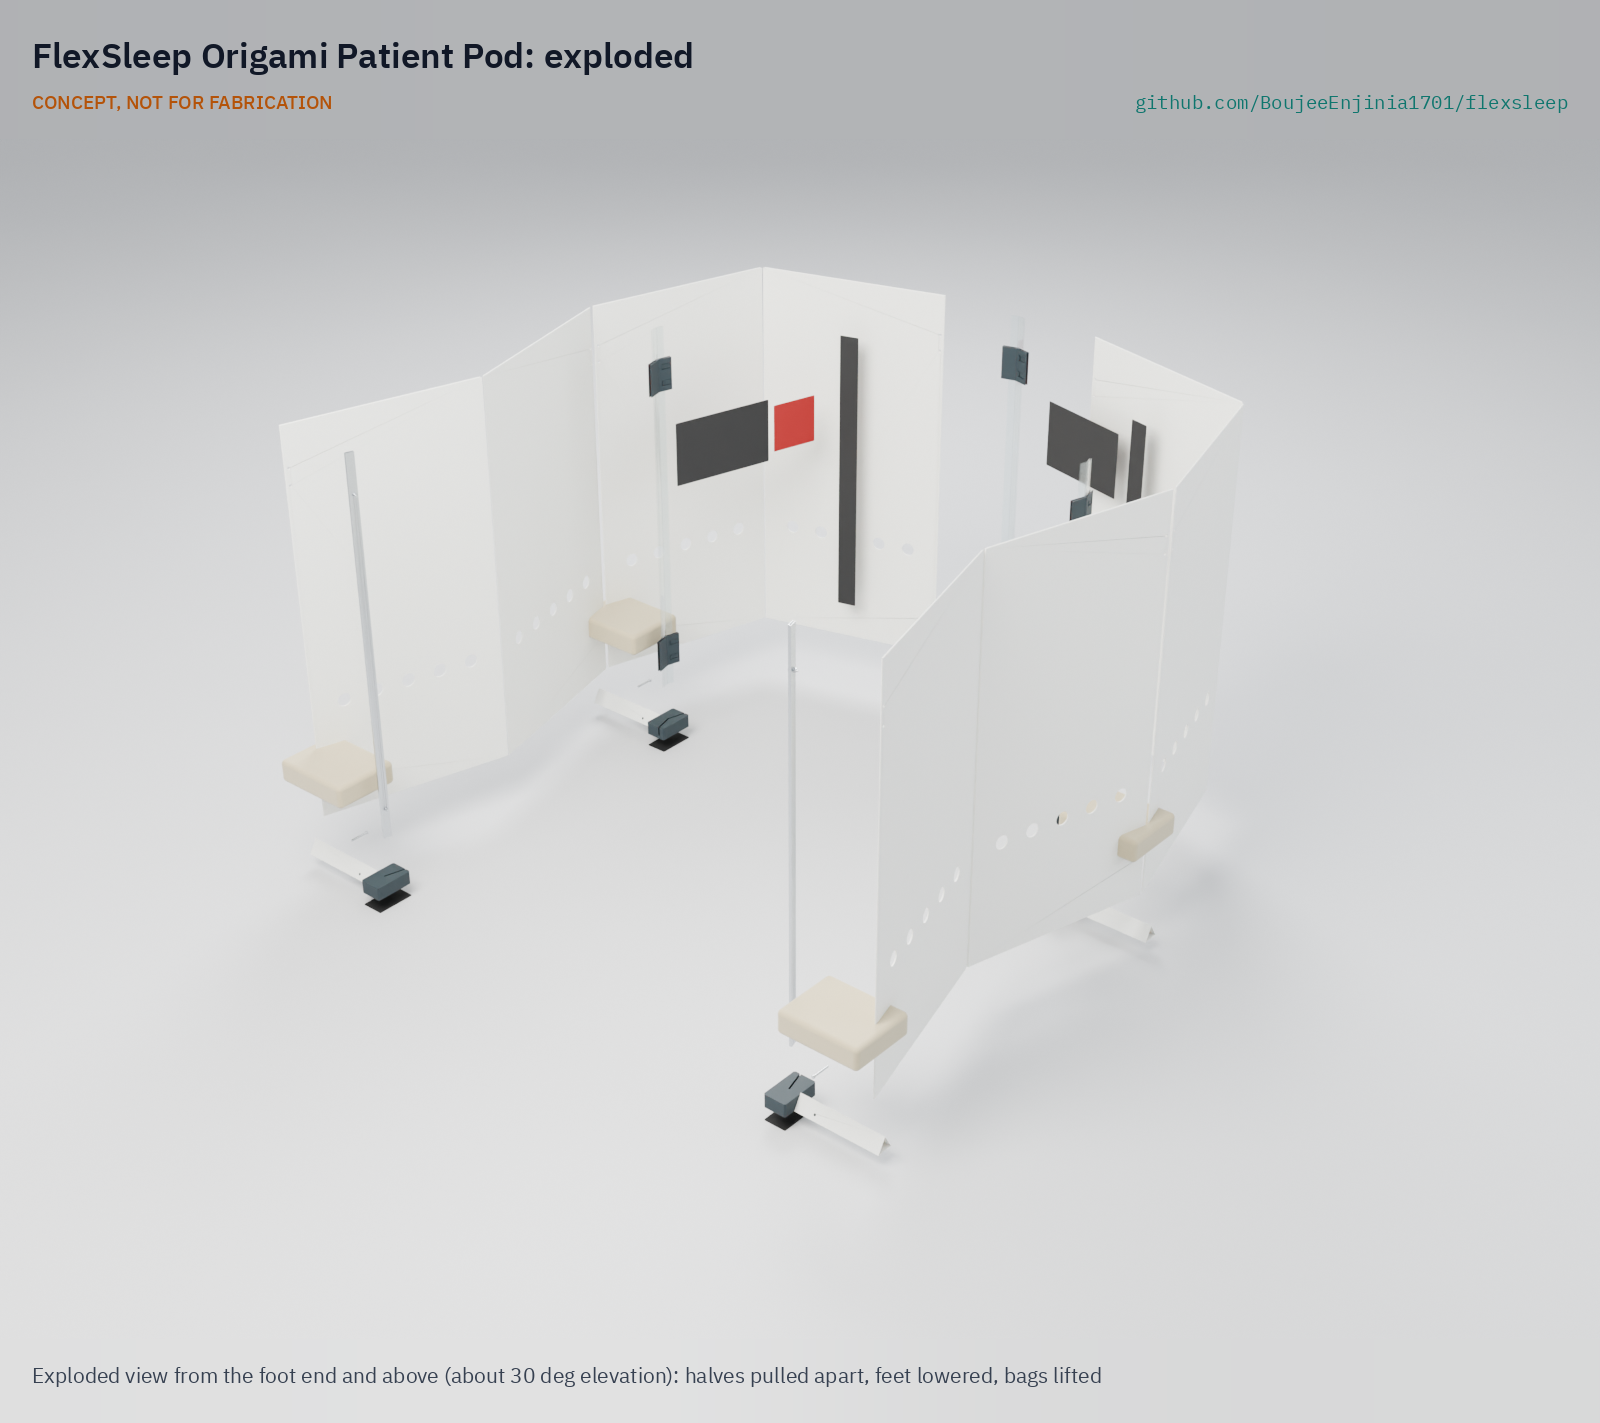 FlexSleep Origami Patient Pod: exploded
CONCEPT, NOT FOR FABRICATION
github.com/BoujeeEnjinia1701/flexsleep
Exploded view from the foot end and above (about 30 deg elevation): halves pulled apart, feet lowered, bags lifted